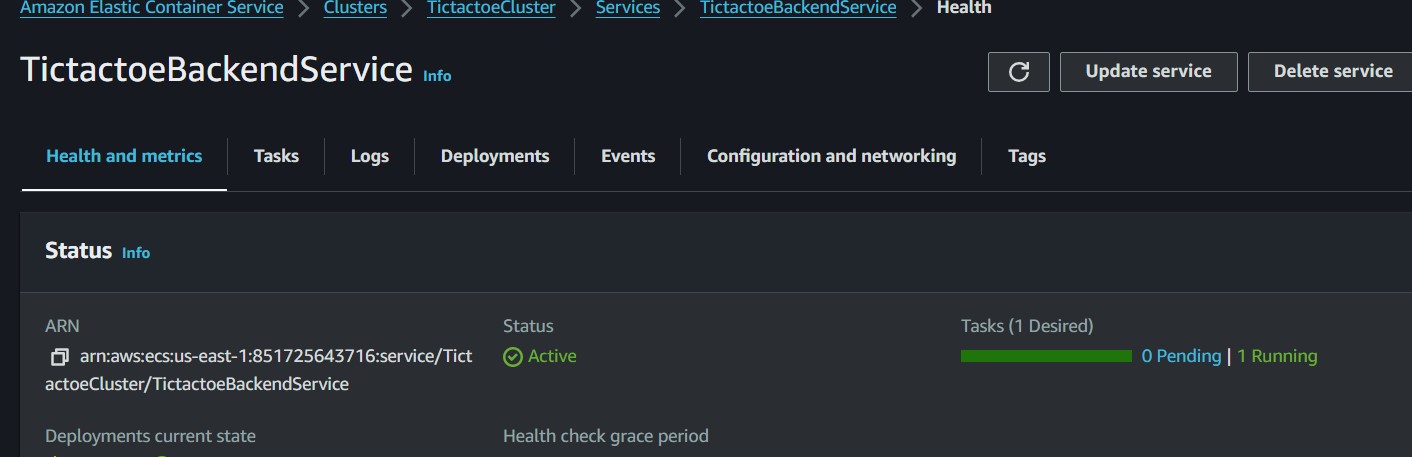 Amazon Elastic Container Service > Clusters > TictactoeCluster > Services > TictactoeBackendService > Health
TictactoeBackendService Info
Update service Delete service
Health and metrics Tasks Logs Deployments Events Configuration and networking Tags
Status Info
ARN Status Tasks (1 Desired)
arn:aws:ecs:us-east-1:851725643716:service/Tict Active 0 Pending | 1 Running
actoeCluster/TictactoeBackendService
Deployments current state Health check grace period